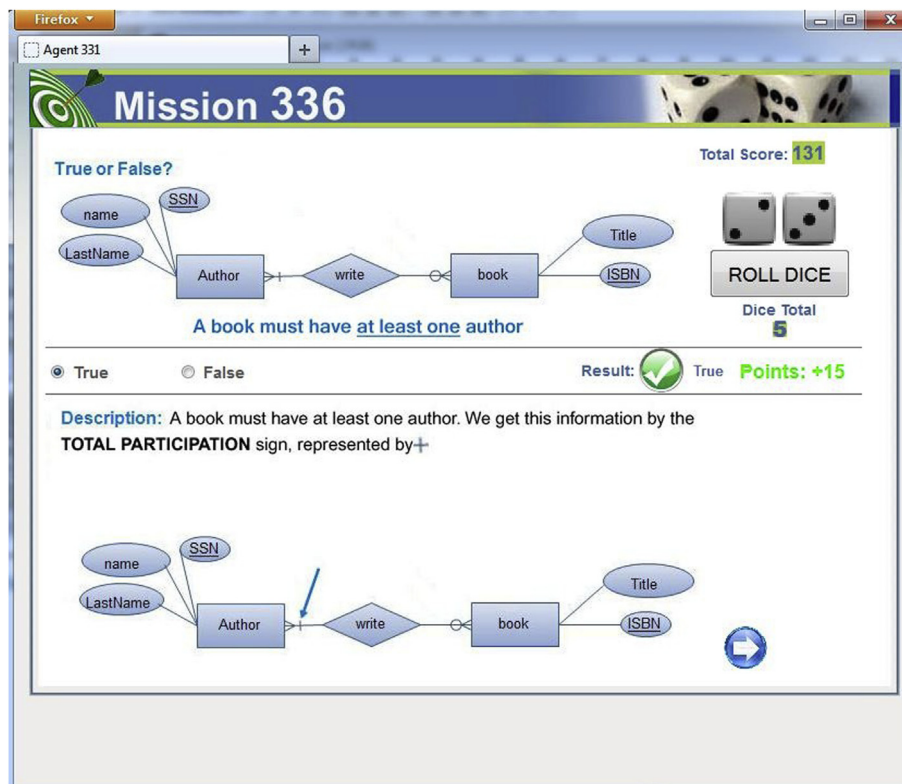 Firefox
Agent 331
+
Mission 336
Total Score: 131
True or False?
SSN
name
LastName
Author
write
book
Title
ISBN
ROLL DICE
Dice Total
5
A book must have at least one author
True
False
Result:
True
Points: +15
Description: A book must have at least one author. We get this information by the
TOTAL PARTICIPATION sign, represented by
SSN
name
LastName
Author
write
book
Title
ISBN